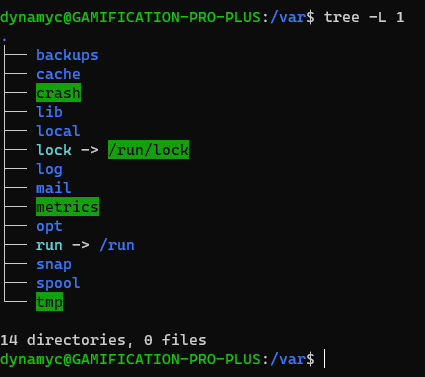 dynamyc@GAMIFICATION-PRO-PLUS:/var$ tree -L 1
.
├── backups
├── cache
├── crash
├── lib
├── local
├── lock -> /run/lock
├── log
├── mail
├── metrics
├── opt
├── run -> /run
├── snap
├── spool
└── tmp

14 directories, 0 files
dynamyc@GAMIFICATION-PRO-PLUS:/var$